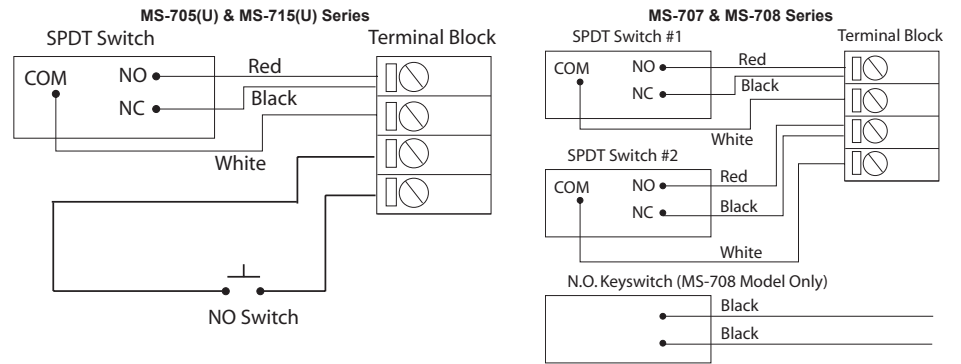 MS-705(U) & MS-715(U) Series
SPDT Switch
Terminal Block
COM
NO
Red
NC
Black
White
NO Switch
MS-707 & MS-708 Series
SPDT Switch #1
Terminal Block
COM
NO
Red
NC
Black
White
SPDT Switch #2
COM
NO
Red
NC
Black
White
N.O. Keyswitch (MS-708 Model Only)
Black
Black